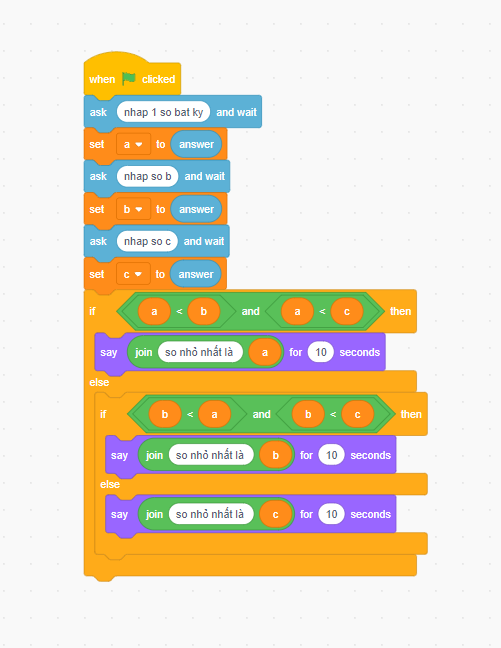 when clicked
ask nhap 1 so bat ky and wait
set a to answer
ask nhap so b and wait
set b to answer
ask nhap so c and wait
set c to answer
if a < b and a < c then
say join so nhỏ nhất là a for 10 seconds
else
if b < a and b < c then
say join so nhỏ nhất là b for 10 seconds
else
say join so nhỏ nhất là c for 10 seconds